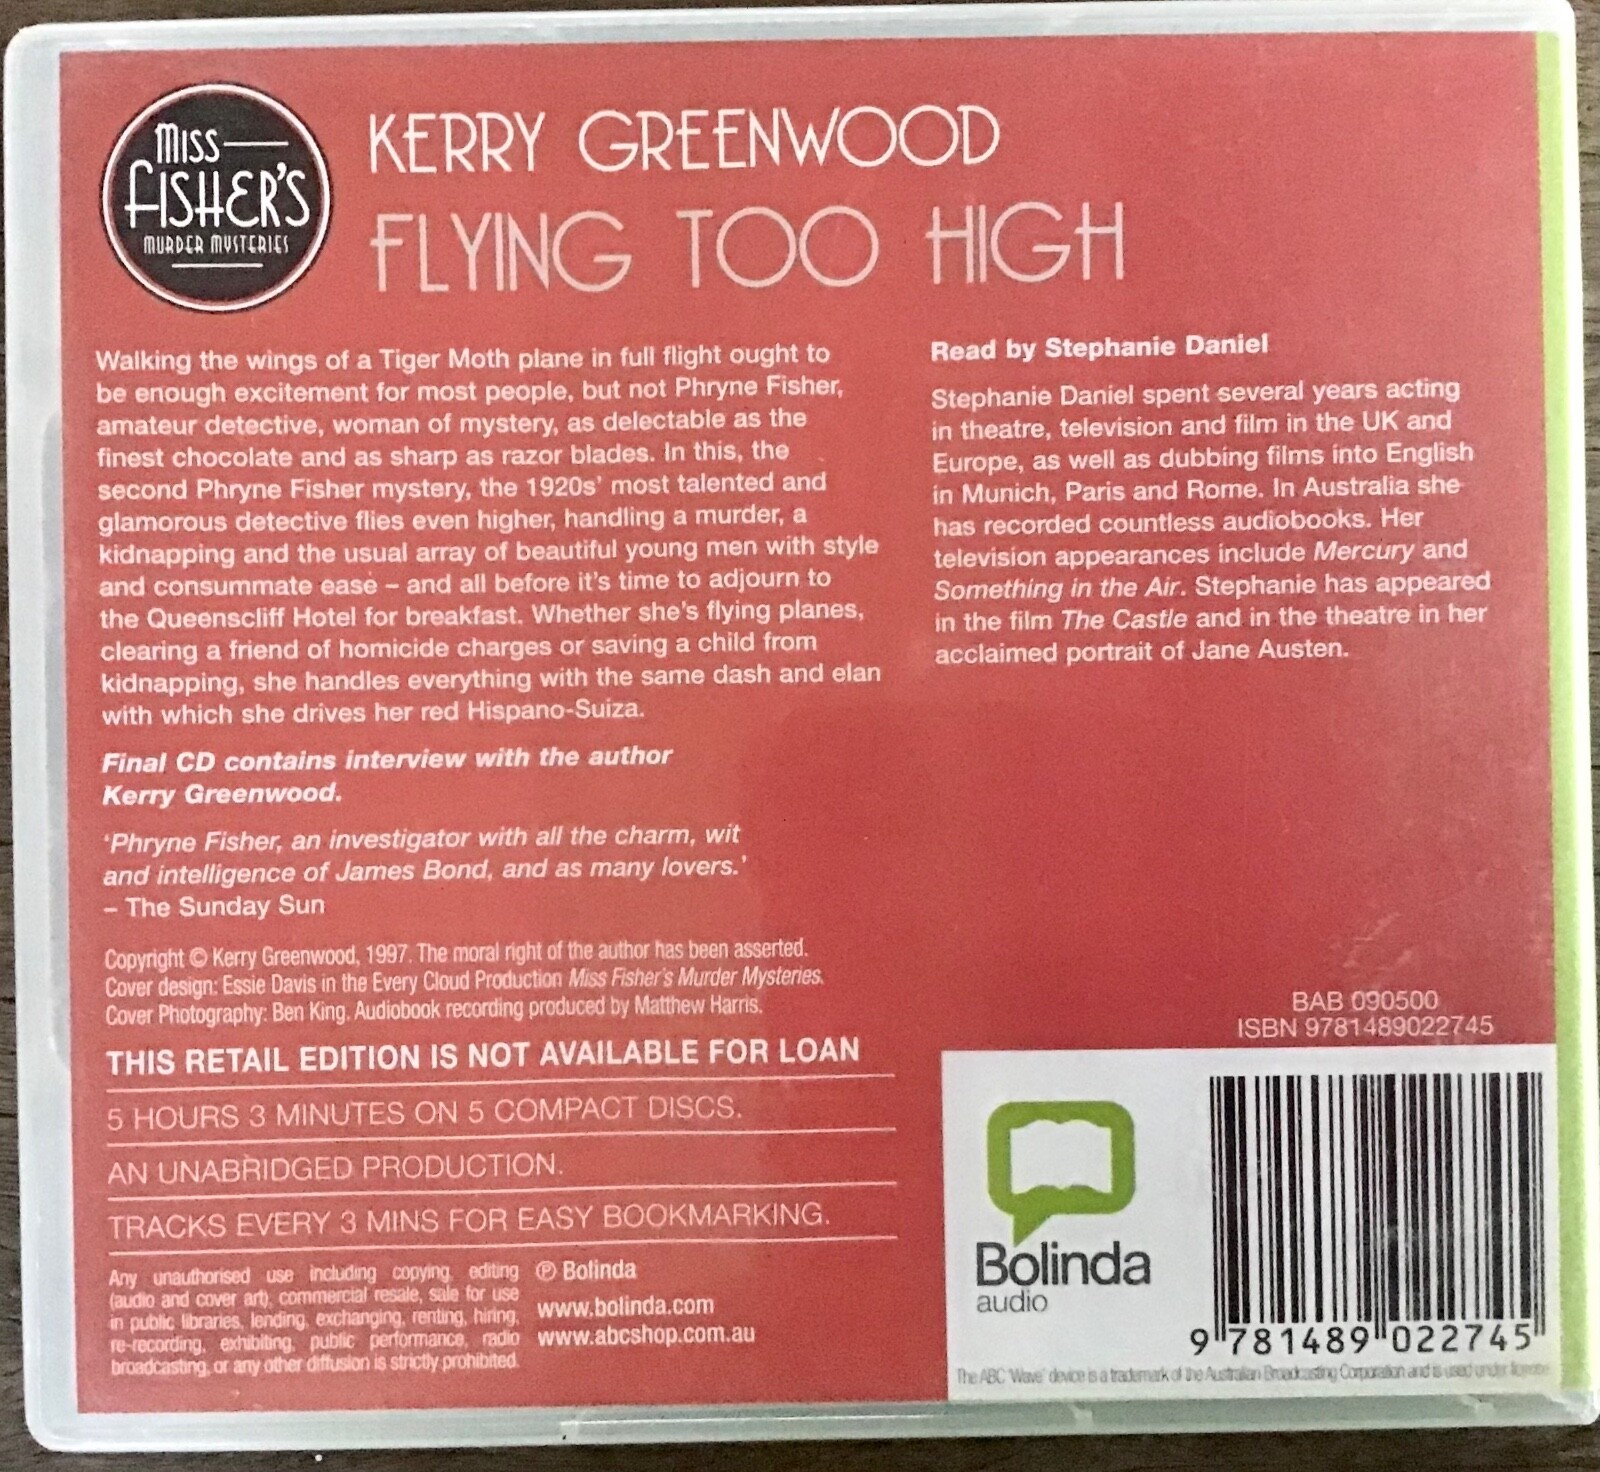 MISS
FISHER'S
MURDER MYSTERIES
KERRY GREENWOOD
FLYING TOO HIGH
Walking the wings of a Tiger Moth plane in full flight ought to
be enough excitement for most people, but not Phryne Fisher,
amateur detective, woman of mystery, as delectable as the
finest chocolate and as sharp as razor blades. In this, the
second Phryne Fisher mystery, the 1920s' most talented and
glamorous detective flies even higher, handling a murder, a
kidnapping and the usual array of beautiful young men with style
and consummate ease – and all before it's time to adjourn to
the Queenscliff Hotel for breakfast. Whether she's flying planes,
clearing a friend of homicide charges or saving a child from
kidnapping, she handles everything with the same dash and elan
with which she drives her red Hispano-Suiza.
Final CD contains interview with the author
Kerry Greenwood.
'Phryne Fisher, an investigator with all the charm, wit
and intelligence of James Bond, and as many lovers.'
– The Sunday Sun
Copyright © Kerry Greenwood, 1997. The moral right of the author has been asserted.
Cover design: Essie Davis in the Every Cloud Production Miss Fisher's Murder Mysteries.
Cover Photography: Ben King. Audiobook recording produced by Matthew Harris.
THIS RETAIL EDITION IS NOT AVAILABLE FOR LOAN
5 HOURS 3 MINUTES ON 5 COMPACT DISCS.
AN UNABRIDGED PRODUCTION.
TRACKS EVERY 3 MINS FOR EASY BOOKMARKING.
Any unauthorised use including copying, editing
(audio and cover art), commercial resale, sale for use
in public libraries, lending, exchanging, renting, hiring,
re-recording, exhibiting, public performance, radio
broadcasting, or any other diffusion is strictly prohibited.
℗ Bolinda
www.bolinda.com
www.abcshop.com.au
Read by Stephanie Daniel
Stephanie Daniel spent several years acting
in theatre, television and film in the UK and
Europe, as well as dubbing films into English
in Munich, Paris and Rome. In Australia she
has recorded countless audiobooks. Her
television appearances include Mercury and
Something in the Air. Stephanie has appeared
in the film The Castle and in the theatre in her
acclaimed portrait of Jane Austen.
BAB 090500
ISBN 9781489022745
Bolinda
audio
9 781489 022745
The ABC 'Wave' device is a trademark of the Australian Broadcasting Corporation and is used under license